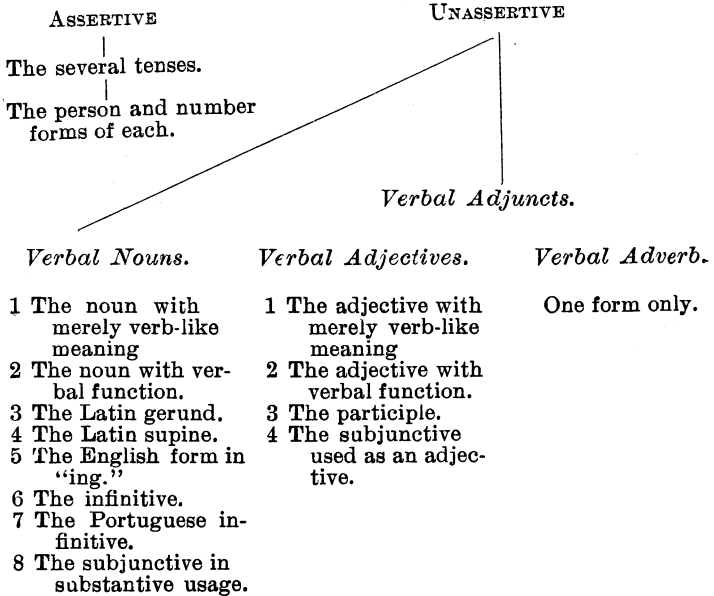 ASSERTIVE
The several tenses.
The person and number
forms of each.
UNASSERTIVE
Verbal Adjuncts.
Verbal Nouns.
1 The noun with
merely verb-like
meaning
2 The noun with ver-
bal function.
3 The Latin gerund.
4 The Latin supine.
5 The English form in
"ing."
6 The infinitive.
7 The Portuguese in-
finitive.
8 The subjunctive in
substantive usage.
Verbal Adjectives.
1 The adjective with
merely verb-like
meaning
2 The adjective with
verbal function.
3 The participle.
4 The subjunctive
used as an adjec-
tive.
Verbal Adverb.
One form only.